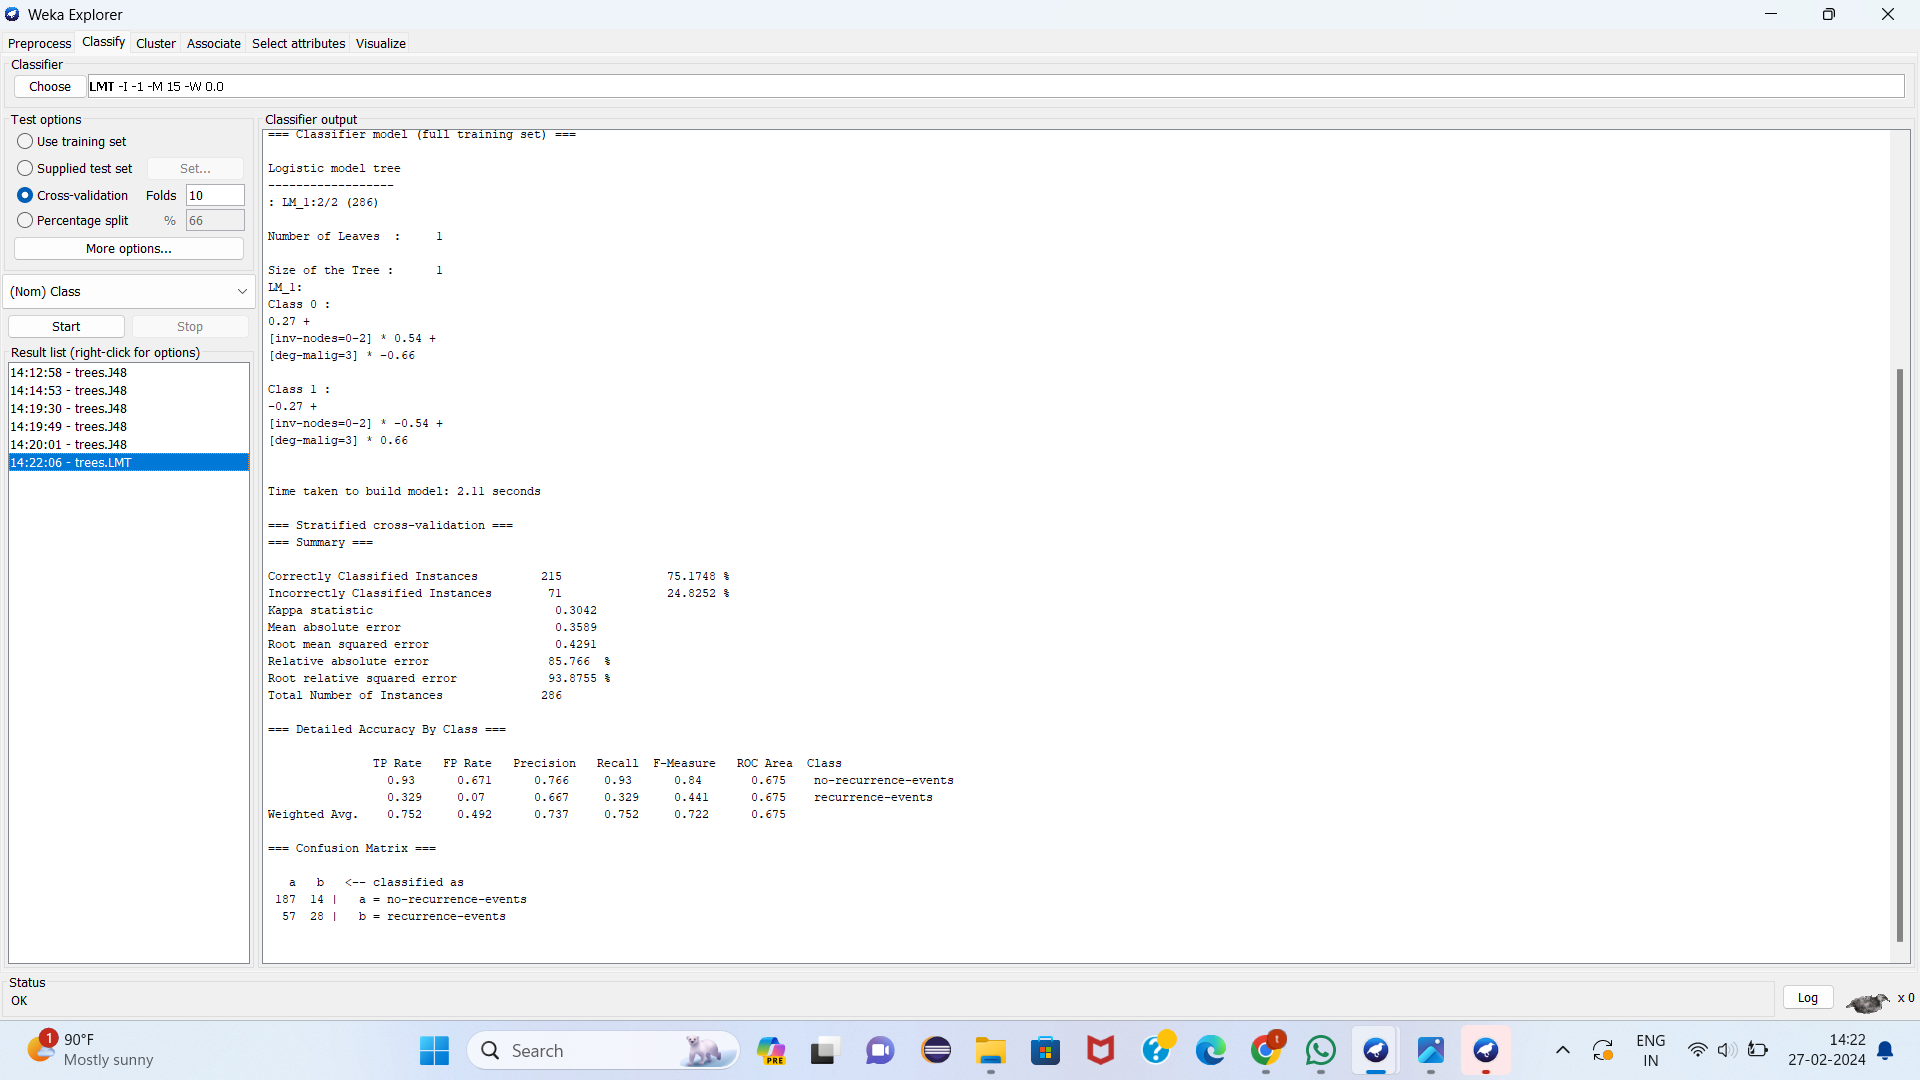 Weka Explorer
Preprocess Classify Cluster Associate Select attributes Visualize
Classifier
Choose LMT -I -1 -M 15 -W 0.0
Test options
Use training set
Supplied test set Set...
Cross-validation Folds 10
Percentage split % 66
More options...
(Nom) Class
Start Stop
Result list (right-click for options)
14:12:58 - trees.J48
14:14:53 - trees.J48
14:19:30 - trees.J48
14:19:49 - trees.J48
14:20:01 - trees.J48
14:22:06 - trees.LMT
Classifier output
=== Classifier model (full training set) ===
Logistic model tree
------------------
: LM_1:2/2 (286)
Number of Leaves : 1
Size of the Tree : 1
LM_1:
Class 0 :
0.27 +
[inv-nodes=0-2] * 0.54 +
[deg-malig=3] * -0.66
Class 1 :
-0.27 +
[inv-nodes=0-2] * -0.54 +
[deg-malig=3] * 0.66
Time taken to build model: 2.11 seconds
=== Stratified cross-validation ===
=== Summary ===
Correctly Classified Instances 215 75.1748 %
Incorrectly Classified Instances 71 24.8252 %
Kappa statistic 0.3042
Mean absolute error 0.3589
Root mean squared error 0.4291
Relative absolute error 85.766 %
Root relative squared error 93.8755 %
Total Number of Instances 286
=== Detailed Accuracy By Class ===
TP Rate FP Rate Precision Recall F-Measure ROC Area Class
0.93 0.671 0.766 0.93 0.84 0.675 no-recurrence-events
0.329 0.07 0.667 0.329 0.441 0.675 recurrence-events
Weighted Avg. 0.752 0.492 0.737 0.752 0.722 0.675
=== Confusion Matrix ===
a b <-- classified as
187 14 | a = no-recurrence-events
57 28 | b = recurrence-events
Status
OK
Log x 0
1 90°F
Mostly sunny
Search
PRE
t
ENG
IN
14:22
27-02-2024